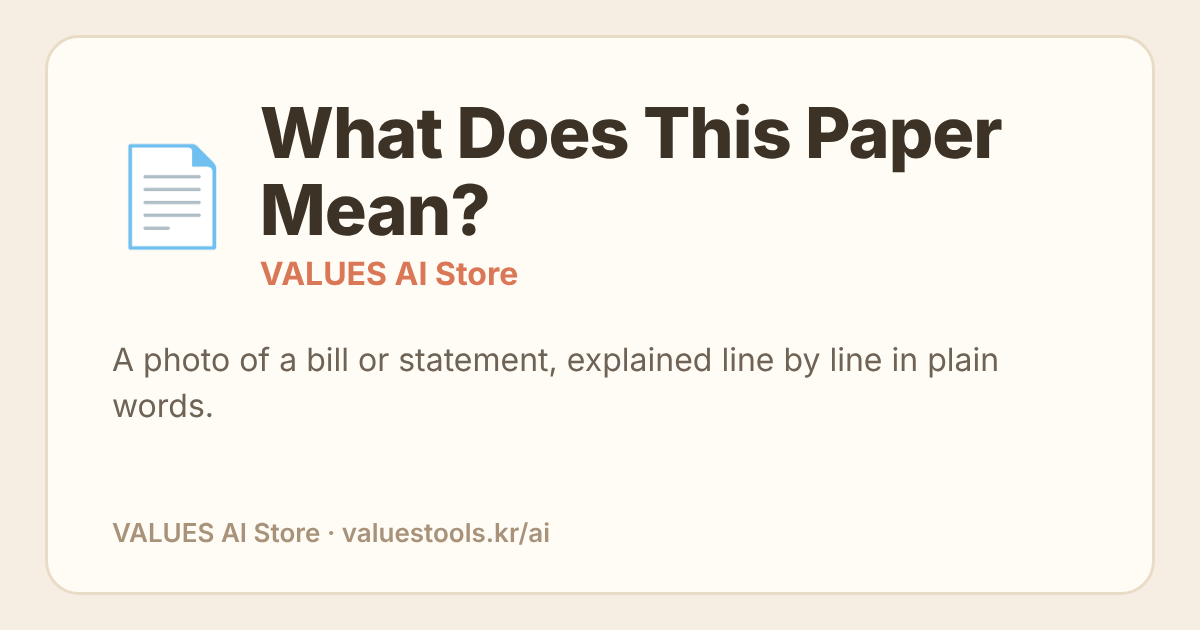 What Does This Paper
Mean?
VALUES AI Store
A photo of a bill or statement, explained line by line in plain
words.
VALUES AI Store · valuestools.kr/ai